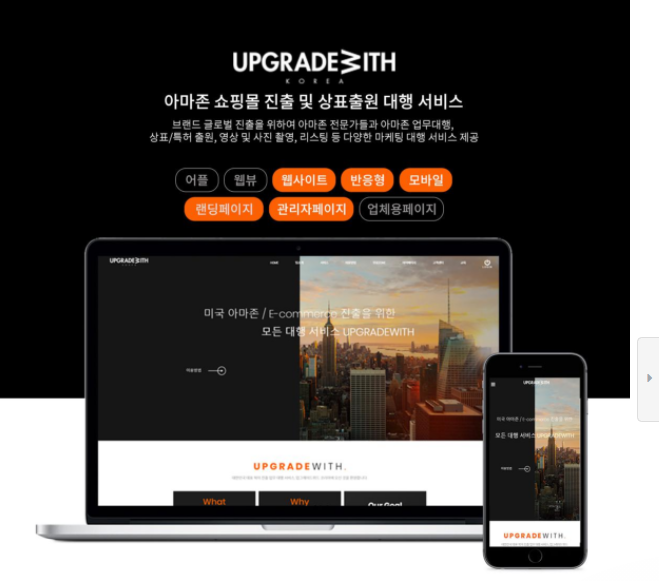 UPGRADEWITH
KOREA
아마존 쇼핑몰 진출 및 상표출원 대행 서비스
브랜드 글로벌 진출을 위하여 아마존 전문가들과 아마존 업무대행,
상표/특허 출원, 영상 및 사진 촬영, 리스팅 등 다양한 마케팅 대행 서비스 제공
어플 웹뷰 웹사이트 반응형 모바일
랜딩페이지 관리자페이지 업체용페이지
UPGRADEWITH
미국 아마존 / E-commerce 진출을 위한
모든 대행 서비스 UPGRADEWITH
UPGRADEWITH.
What Why Our Goal
UPGRADEWITH
미국 아마존 / E-commerce 진출을 위한
모든 대행 서비스 UPGRADEWITH
UPGRADEWITH.